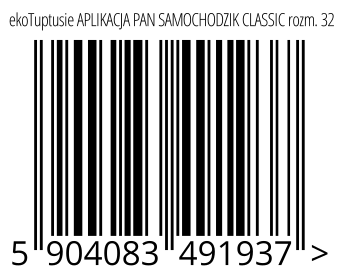 ekoTuptusie APLIKACJA PAN SAMOCHODZIK CLASSIC rozm. 32
5 904083 491937 >